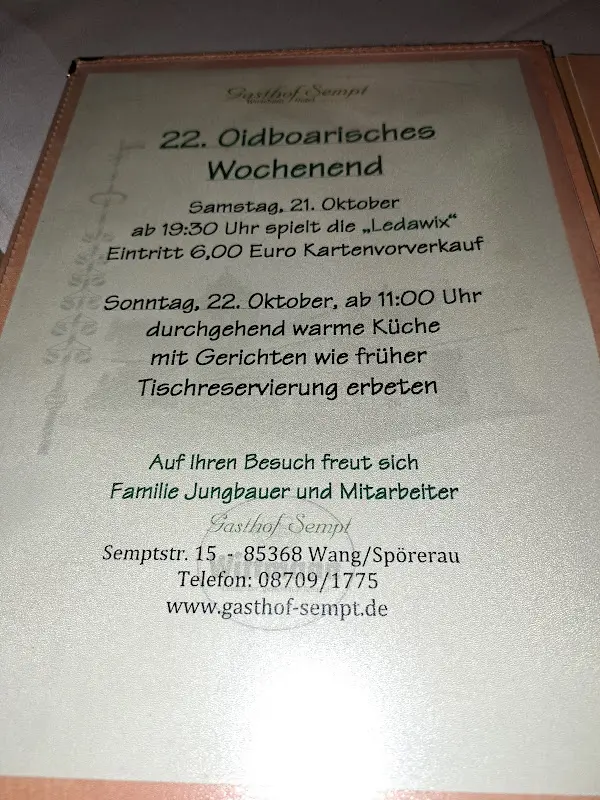 Gasthof Sempt
22. Oidboarisches
Wochenend
Samstag, 21. Oktober
ab 19:30 Uhr spielt die „Ledawix“
Eintritt 6,00 Euro Kartenvorverkauf
Sonntag, 22. Oktober, ab 11:00 Uhr
durchgehend warme Küche
mit Gerichten wie früher
Tischreservierung erbeten
Auf Ihren Besuch freut sich
Familie Jungbauer und Mitarbeiter
Gasthof Sempt
Semptstr. 15 - 85368 Wang/Spörerau
Telefon: 08709/1775
www.gasthof-sempt.de